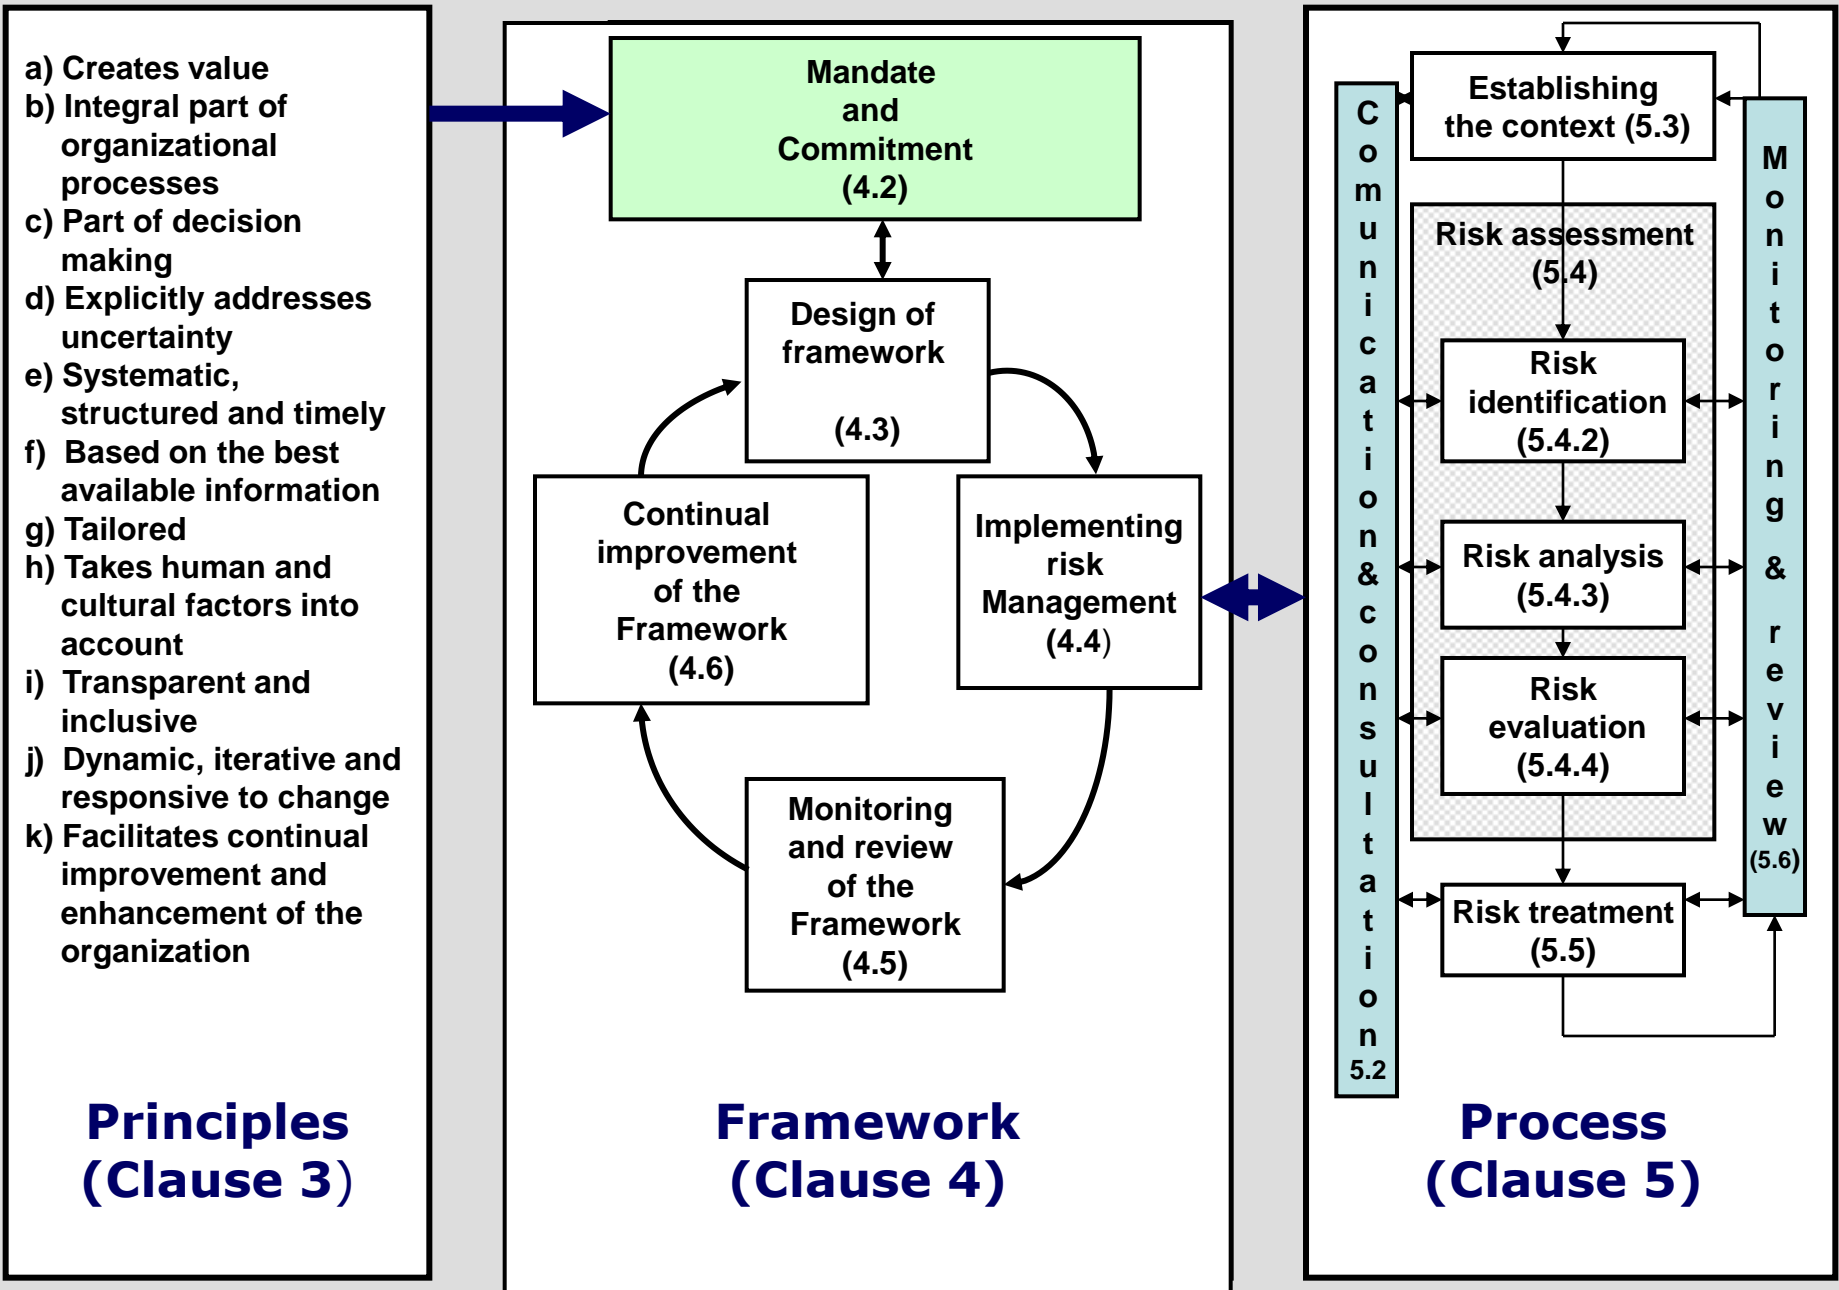 a) Creates value
b) Integral part of
organizational
processes
c) Part of decision
making
d) Explicitly addresses
uncertainty
e) Systematic,
structured and timely
f) Based on the best
available information
g) Tailored
h) Takes human and
cultural factors into
account
i) Transparent and
inclusive
j) Dynamic, iterative and
responsive to change
k) Facilitates continual
improvement and
enhancement of the
organization
Principles
(Clause 3)
Mandate
and
Commitment
(4.2)
Design of
framework
(4.3)
Implementing
risk
Management
(4.4)
Monitoring
and review
of the
Framework
(4.5)
Continual
improvement
of the
Framework
(4.6)
Framework
(Clause 4)
Comunication&consultation
5.2
Establishing
the context (5.3)
Risk assessment
(5.4)
Risk
identification
(5.4.2)
Risk analysis
(5.4.3)
Risk
evaluation
(5.4.4)
Risk treatment
(5.5)
Monitoring & review
(5.6)
Process
(Clause 5)